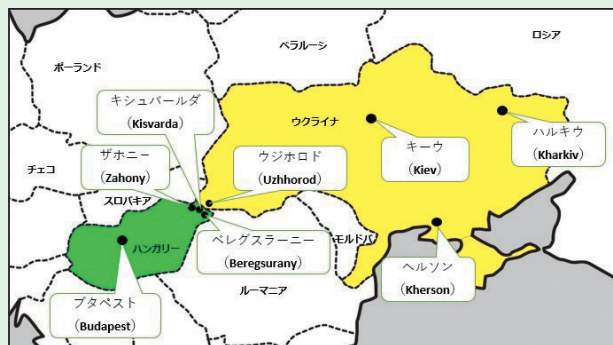 ロシア
ベラルーシ
ポーランド
キシュバールダ
(Kisvarda)
ウクライナ
ザホニー
(Zahony)
ウジホロド
(Uzhhorod)
キーウ
(Kiev)
ハルキウ
(Kharkiv)
チェコ
スロバキア
ハンガリー
ベレグスラーニー
(Beregsurany)
モルドバ
ヘルソン
(Kherson)
ルーマニア
ブタペスト
(Budapest)